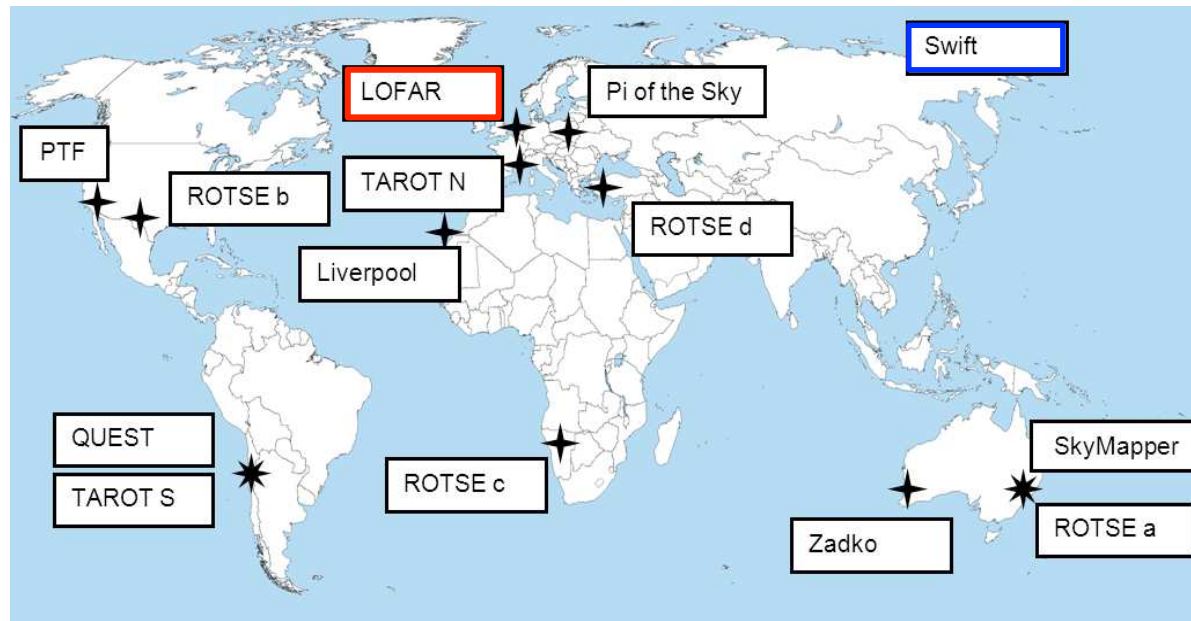 Swift
LOFAR
Pi of the Sky
PTF
TAROT N
ROTSE b
ROTSE d
Liverpool
QUEST
SkyMapper
ROTSE c
TAROT S
Zadko
ROTSE a